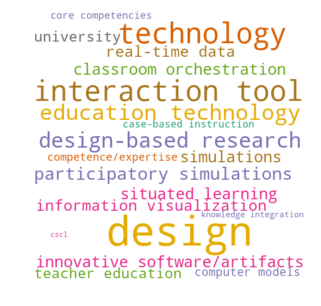 core competencies
university technology
real-time data
classroom orchestration
interaction tool
education technology
case-based instruction
design-based research
competence/expertise simulations
participatory simulations
situated learning
information visualization
knowledge integration
design
cscl
innovative software/artifacts
teacher education computer models